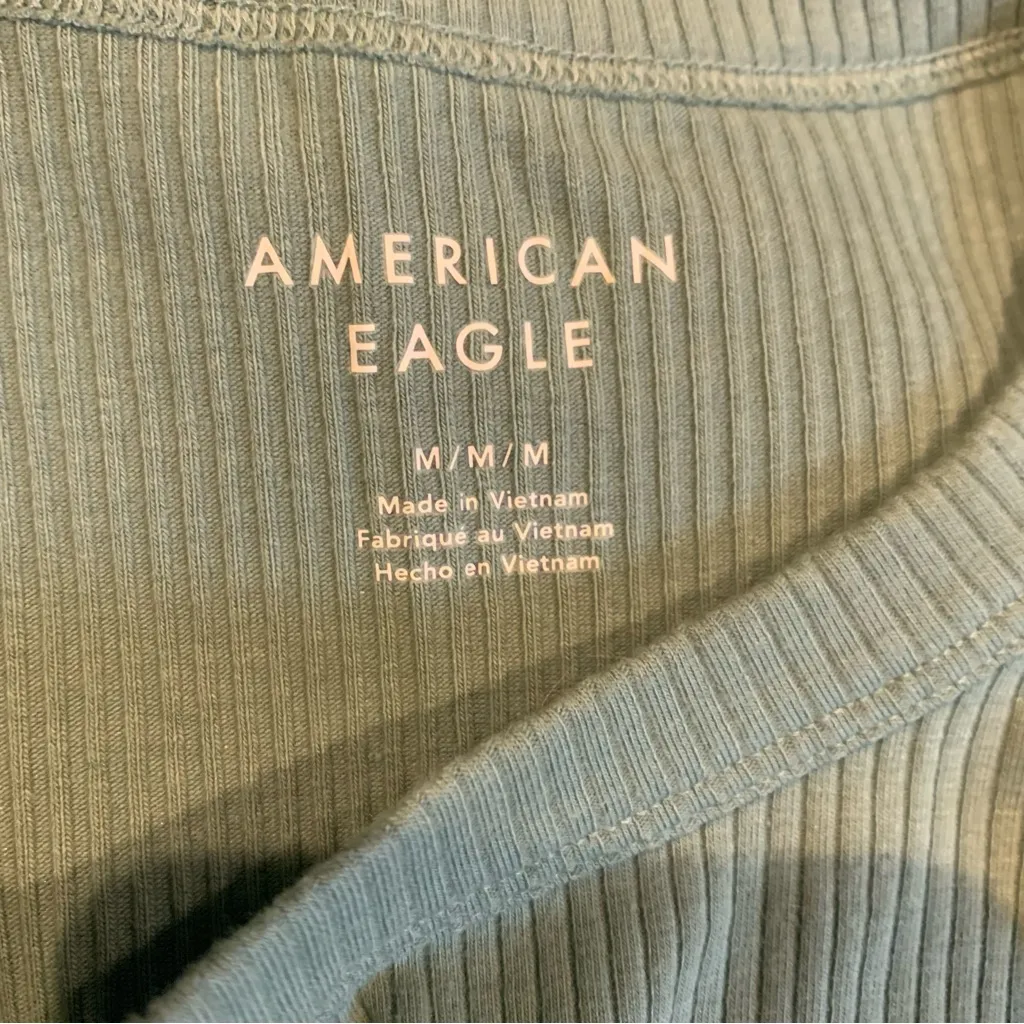 AMERICAN
EAGLE
M/M/M
Made in Vietnam
Fabriqué au Vietnam
Hecho en Vietnam